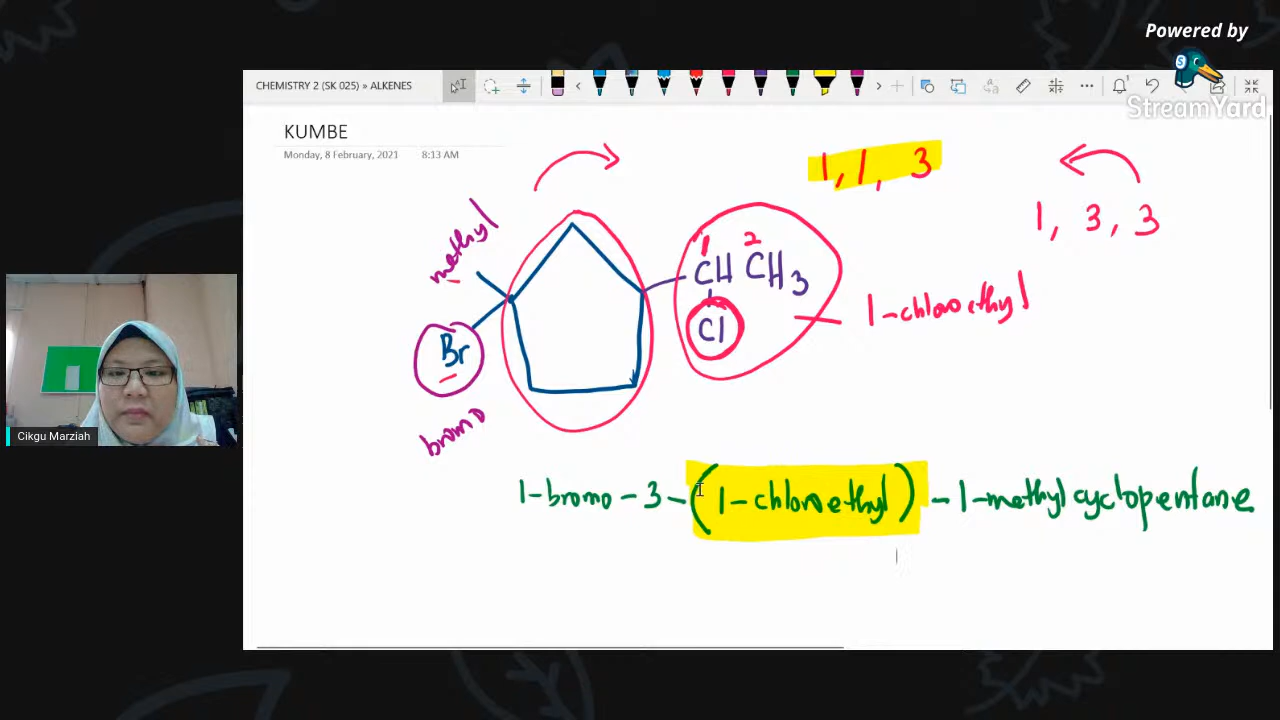 Powered by
StreamYard
CHEMISTRY 2 (SK 025) » ALKENES
KUMBE
Monday, 8 February, 2021 8:13 AM
1, 1, 3
1, 3, 3
methyl
1 2
CH CH3
Cl
1-chloroethyl
Br
bromo
Cikgu Marziah
1-bromo-3-(1-chloroethyl)-1-methylcyclopentane